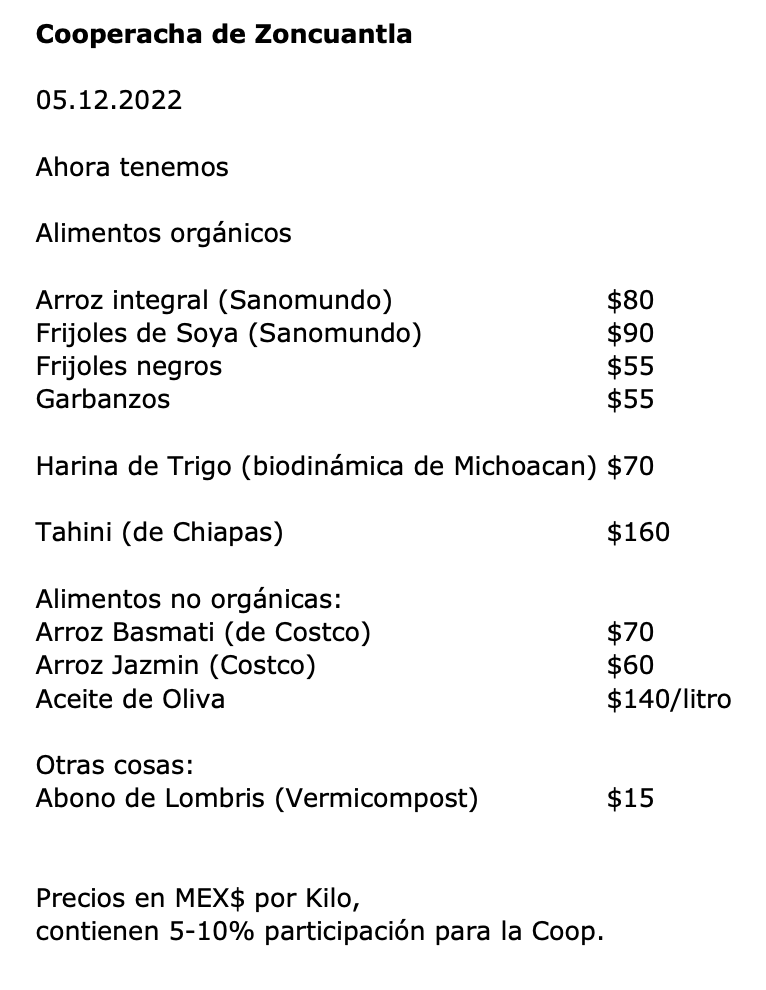 Cooperacha de Zoncuantla
05.12.2022
Ahora tenemos
Alimentos orgánicos
Arroz integral (Sanomundo) $80
Frijoles de Soya (Sanomundo) $90
Frijoles negros $55
Garbanzos $55
Harina de Trigo (biodinámica de Michoacan) $70
Tahini (de Chiapas) $160
Alimentos no orgánicas:
Arroz Basmati (de Costco) $70
Arroz Jazmin (Costco) $60
Aceite de Oliva $140/litro
Otras cosas:
Abono de Lombris (Vermicompost) $15
Precios en MEX$ por Kilo,
contienen 5-10% participación para la Coop.